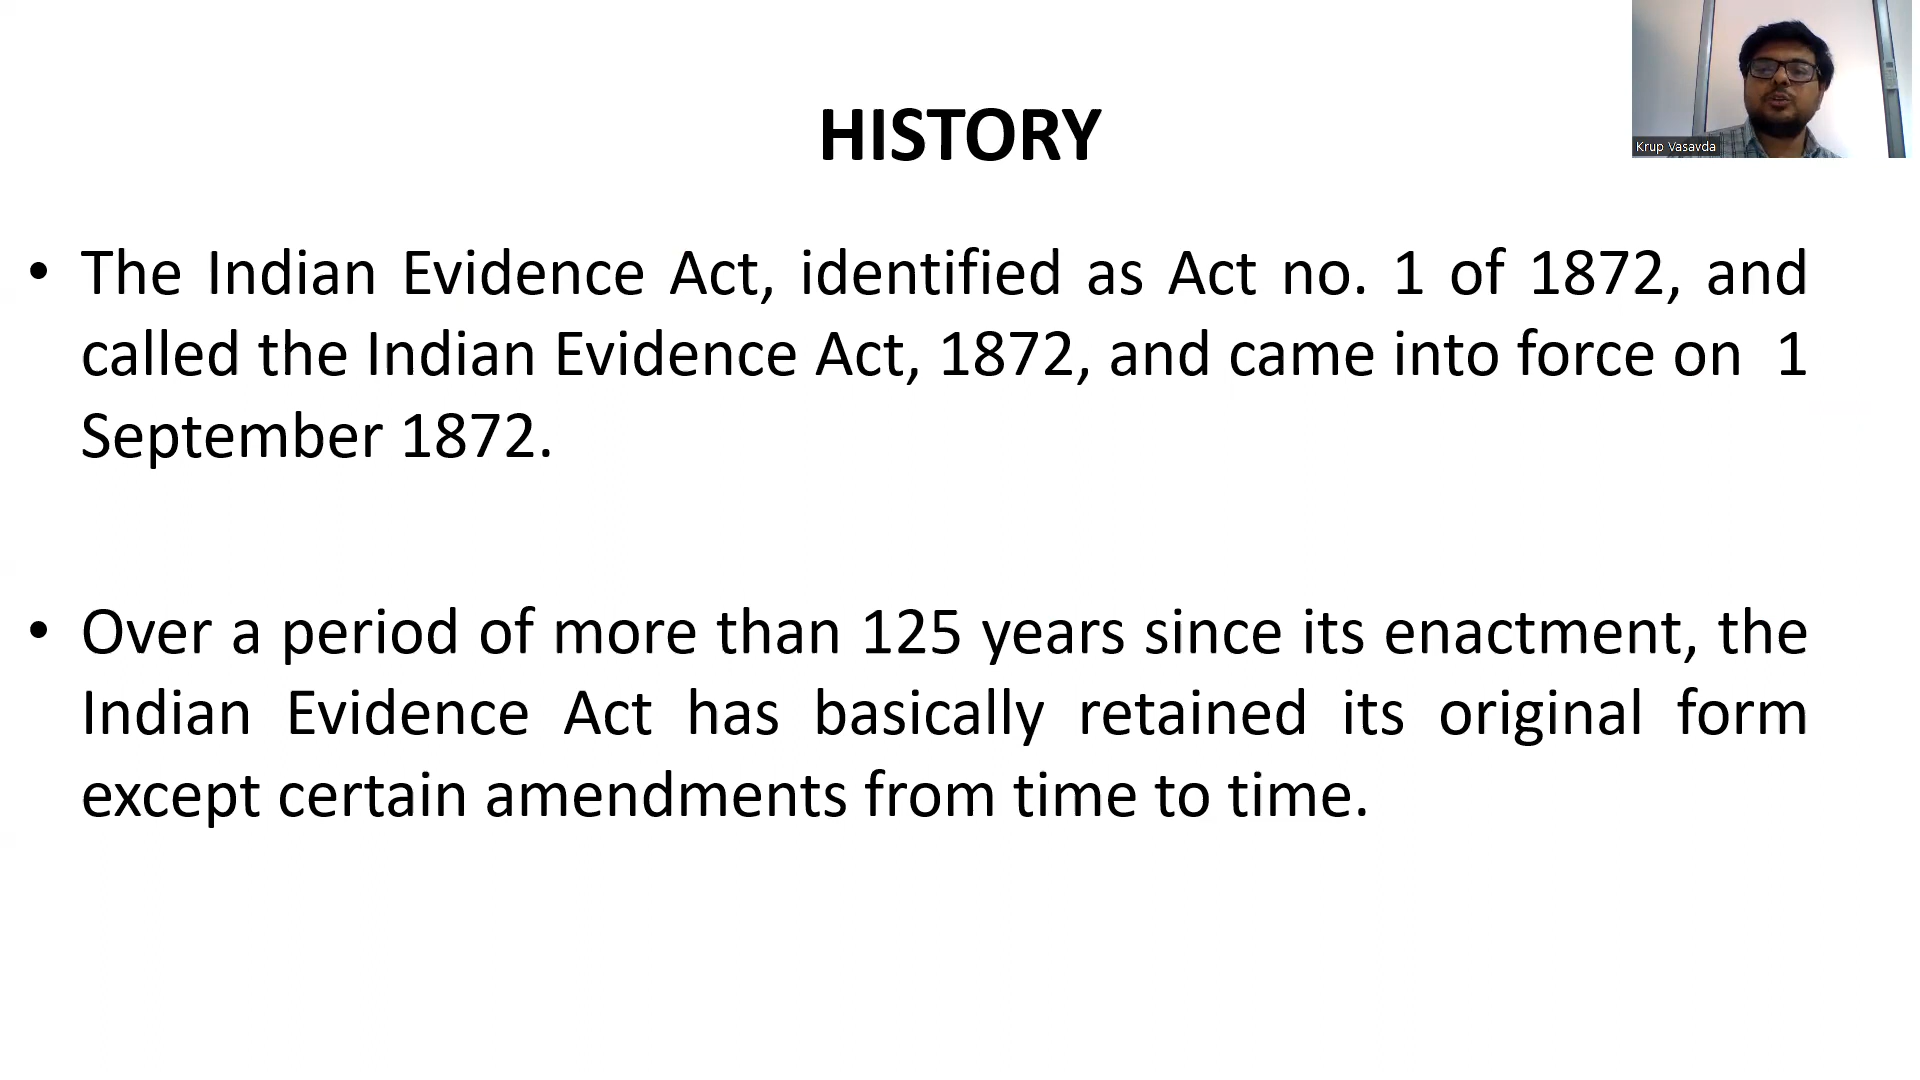 HISTORY
Krup Vasavda
• The Indian Evidence Act, identified as Act no. 1 of 1872, and
called the Indian Evidence Act, 1872, and came into force on  1
September 1872.
• Over a period of more than 125 years since its enactment, the
Indian Evidence Act has basically retained its original form
except certain amendments from time to time.